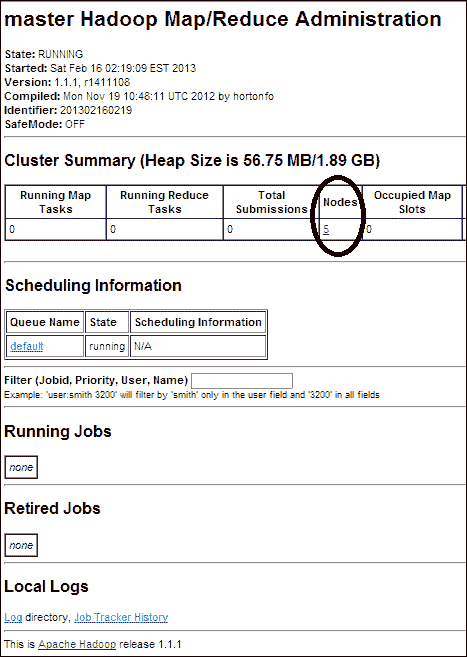 master Hadoop Map/Reduce Administration
State: RUNNING
Started: Sat Feb 16 02:19:09 EST 2013
Version: 1.1.1, r1411108
Compiled: Mon Nov 19 10:48:11 UTC 2012 by hortonfo
Identifier: 201302160219
SafeMode: OFF
Cluster Summary (Heap Size is 56.75 MB/1.89 GB)
Running Map Tasks Running Reduce Tasks Total Submissions Nodes Occupied Map Slots
0 0 0 5 0
Scheduling Information
Queue Name State Scheduling Information
default running N/A
Filter (Jobid, Priority, User, Name)
Example: 'user:smith 3200' will filter by 'smith' only in the user field and '3200' in all fields
Running Jobs
none
Retired Jobs
none
Local Logs
Log directory, Job Tracker History
This is Apache Hadoop release 1.1.1